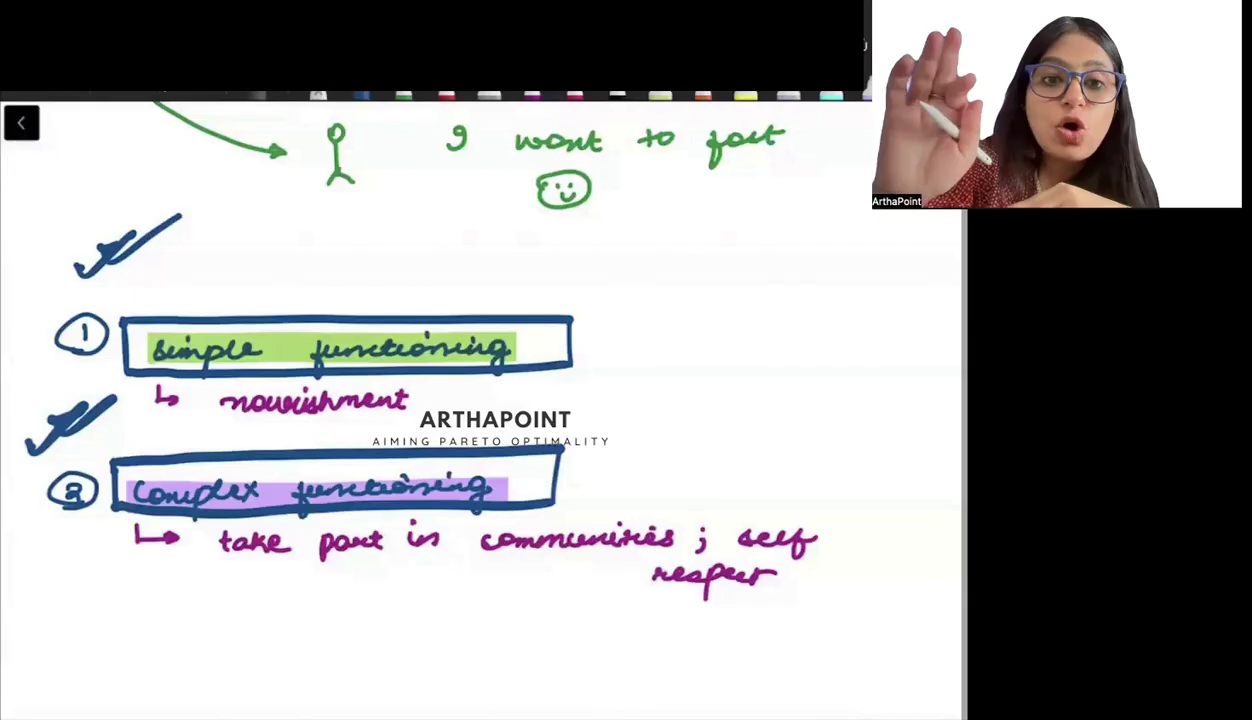 I want to fast
ArthaPoint
1 Simple functioning
↳ nourishment
ARTHAPOINT
AIMING PARETO OPTIMALITY
2 Complex functioning
↳ take part in communities; self
respect